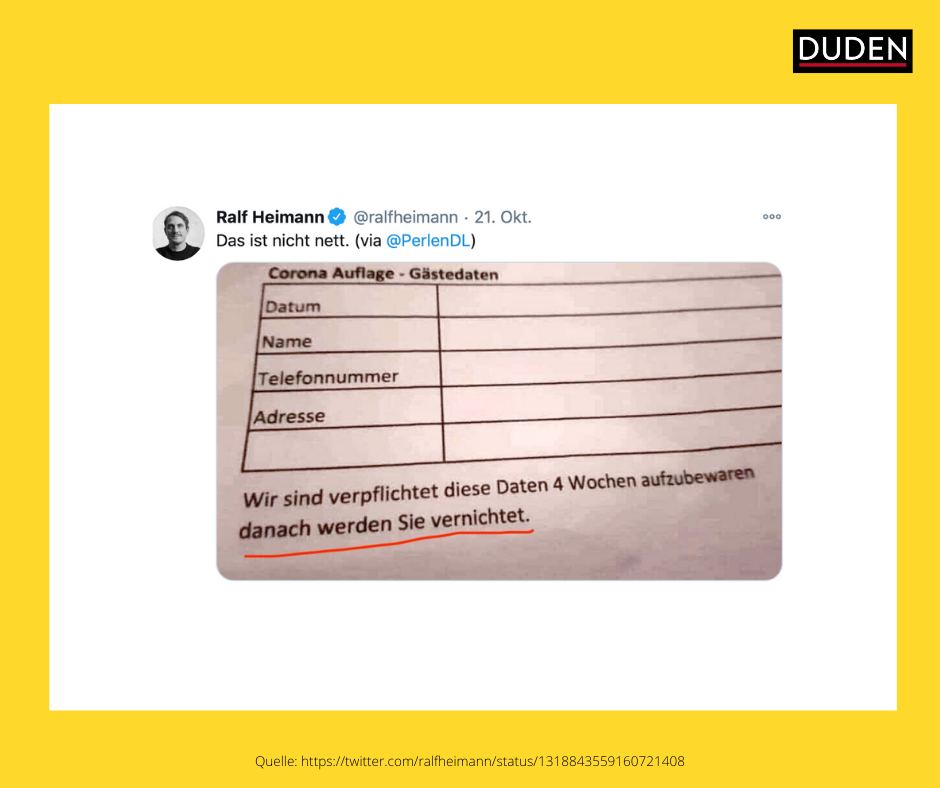 DUDEN
Ralf Heimann @ralfheimann · 21. Okt.
Das ist nicht nett. (via @PerlenDL)
Corona Auflage - Gästedaten
Datum
Name
Telefonnummer
Adresse
Wir sind verpflichtet diese Daten 4 Wochen aufzubewaren
danach werden Sie vernichtet.
Quelle: https://twitter.com/ralfheimann/status/1318843559160721408